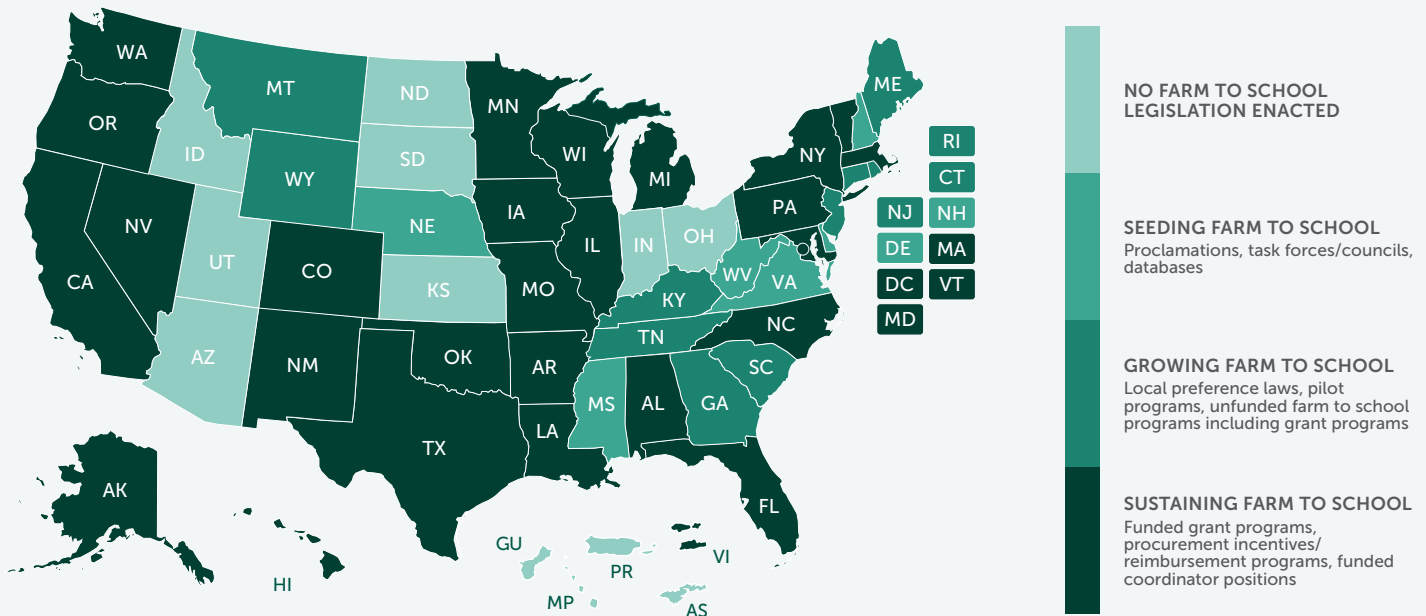 WA
OR
CA
NV
ID
MT
WY
UT
AZ
CO
NM
ND
SD
NE
KS
OK
TX
MN
IA
MO
AR
LA
WI
IL
MI
IN
OH
KY
TN
MS
AL
GA
FL
SC
NC
VA
WV
PA
NY
ME
RI
CT
NJ
NH
DE
MA
DC
VT
MD
AK
HI
GU
MP
PR
VI
AS
NO FARM TO SCHOOL
LEGISLATION ENACTED
SEEDING FARM TO SCHOOL
Proclamations, task forces/councils,
databases
GROWING FARM TO SCHOOL
Local preference laws, pilot
programs, unfunded farm to school
programs including grant programs
SUSTAINING FARM TO SCHOOL
Funded grant programs,
procurement incentives/
reimbursement programs, funded
coordinator positions